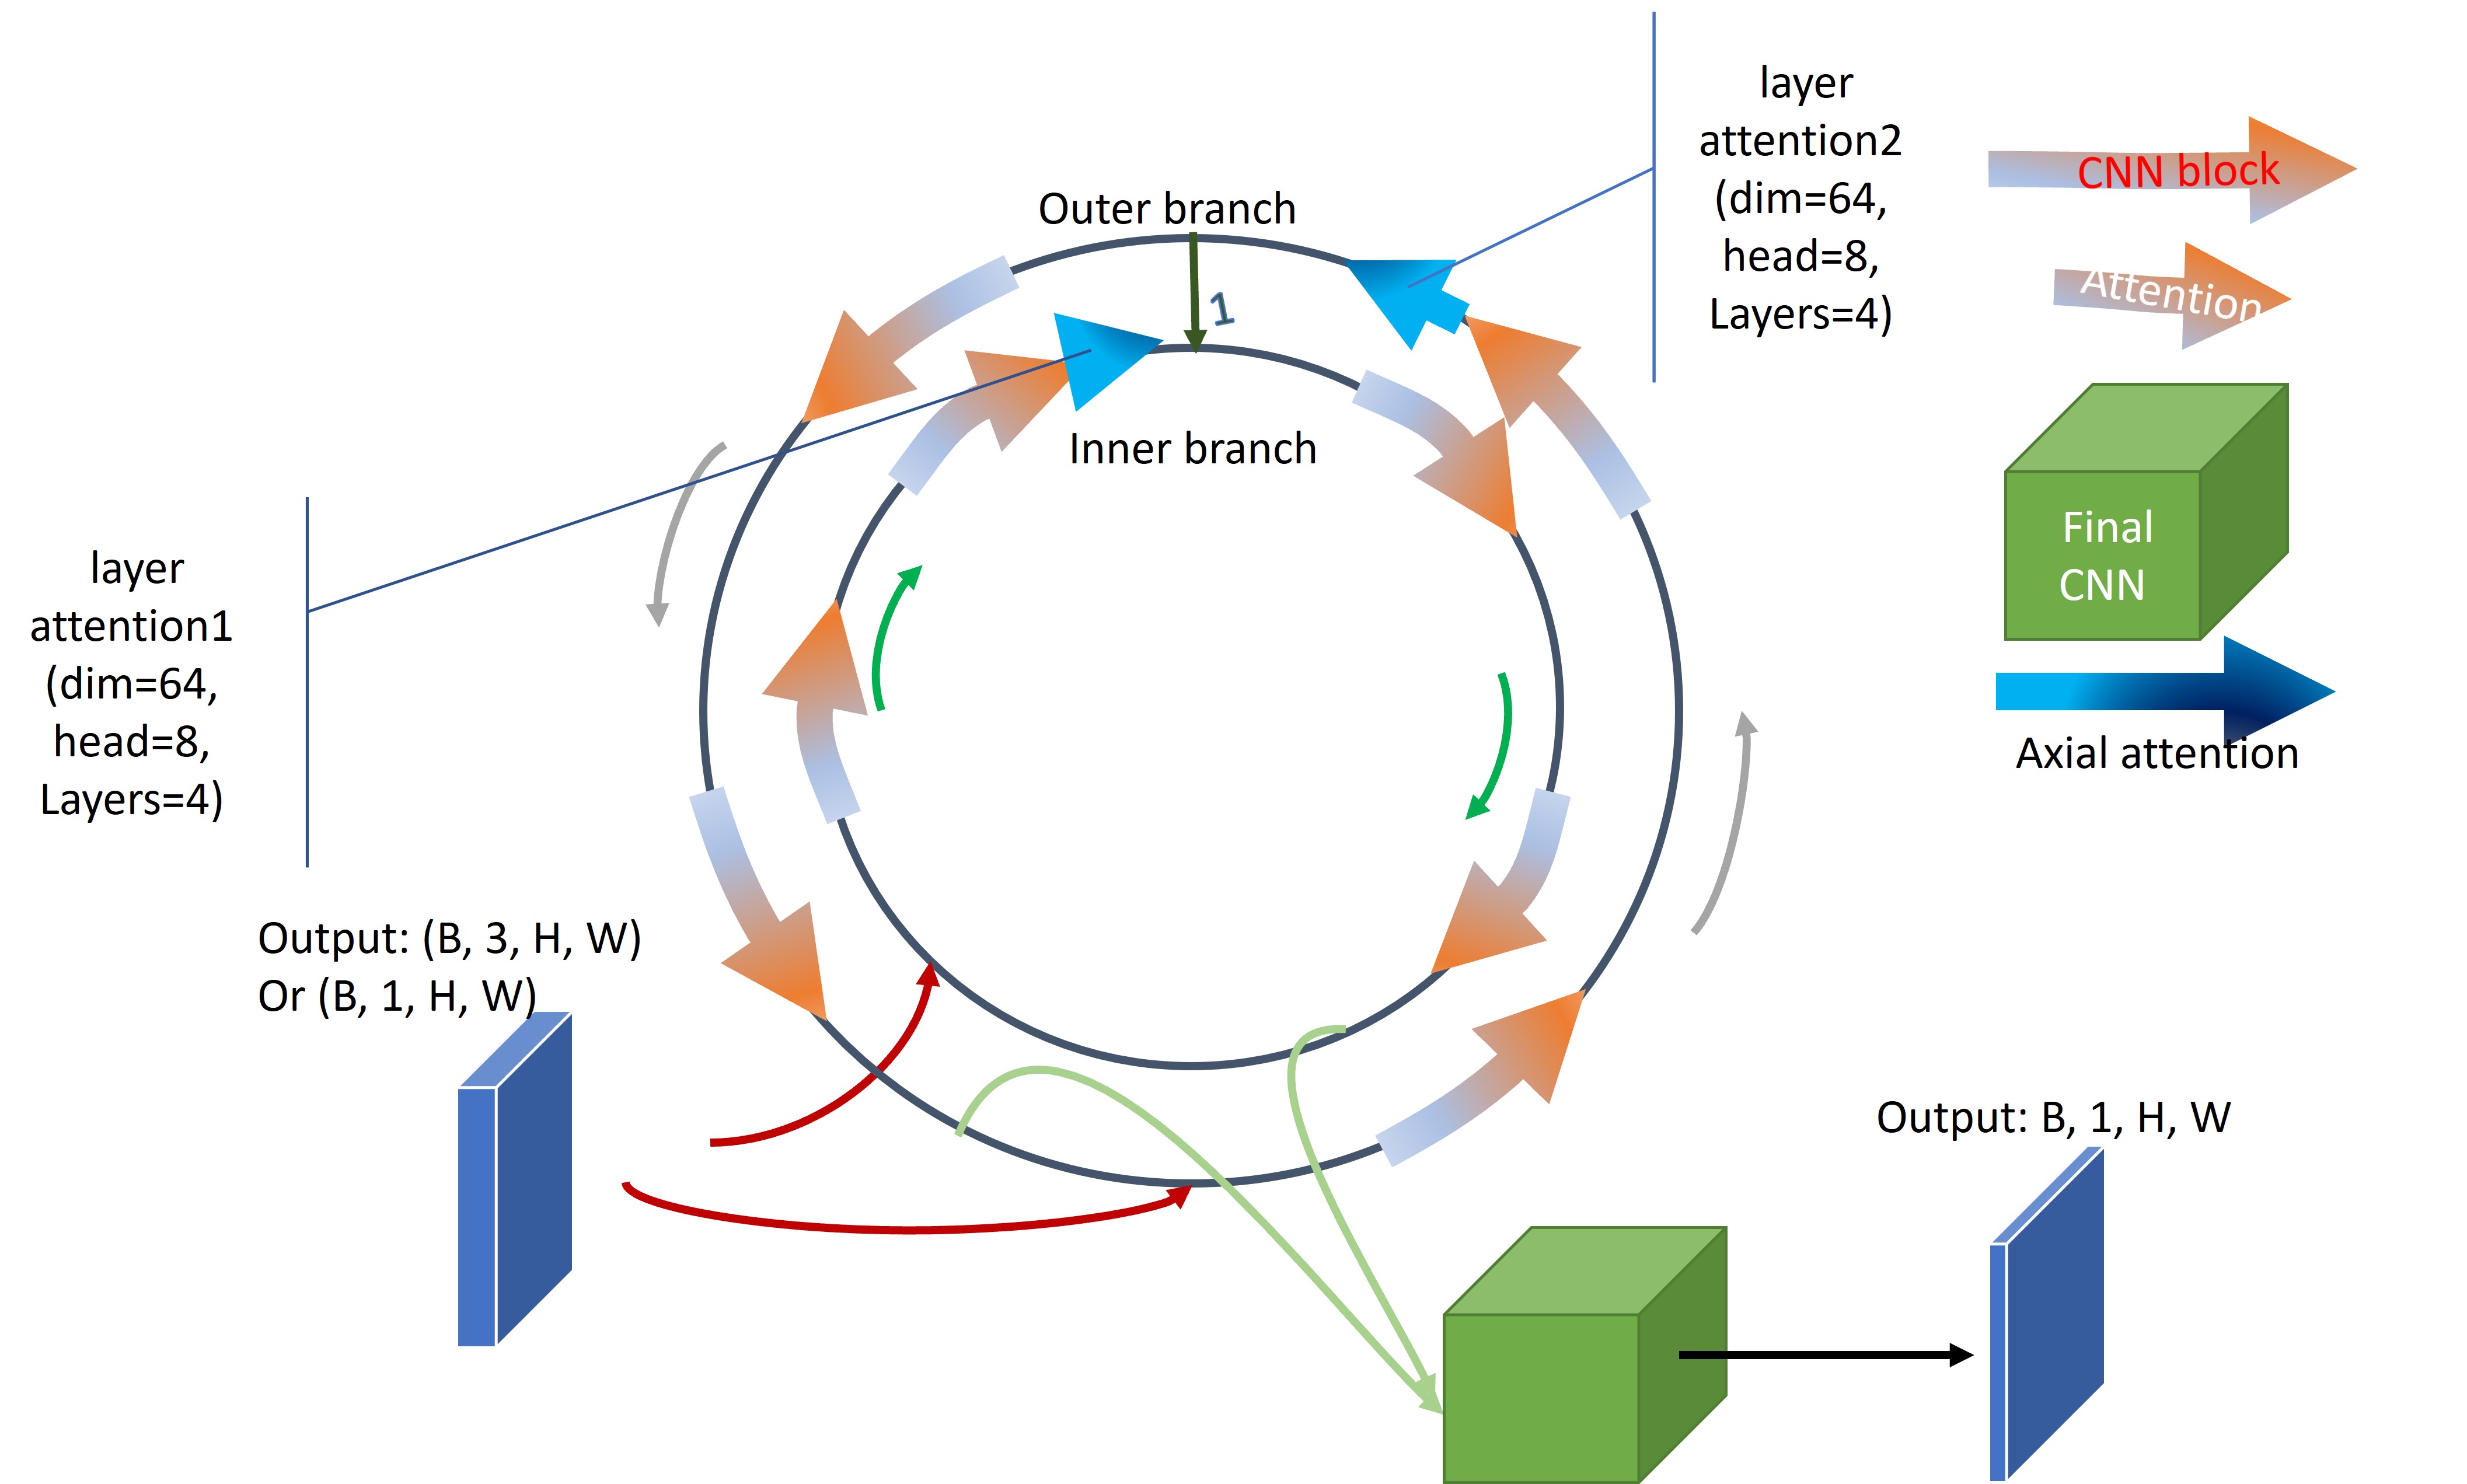 layer
attention2
(dim=64,
head=8,
Layers=4)
CNN block
Attention
Outer branch
1
Inner branch
Final
CNN
layer
attention1
(dim=64,
head=8,
Layers=4)
Axial attention
Output: (B, 3, H, W)
Or (B, 1, H, W)
Output: B, 1, H, W